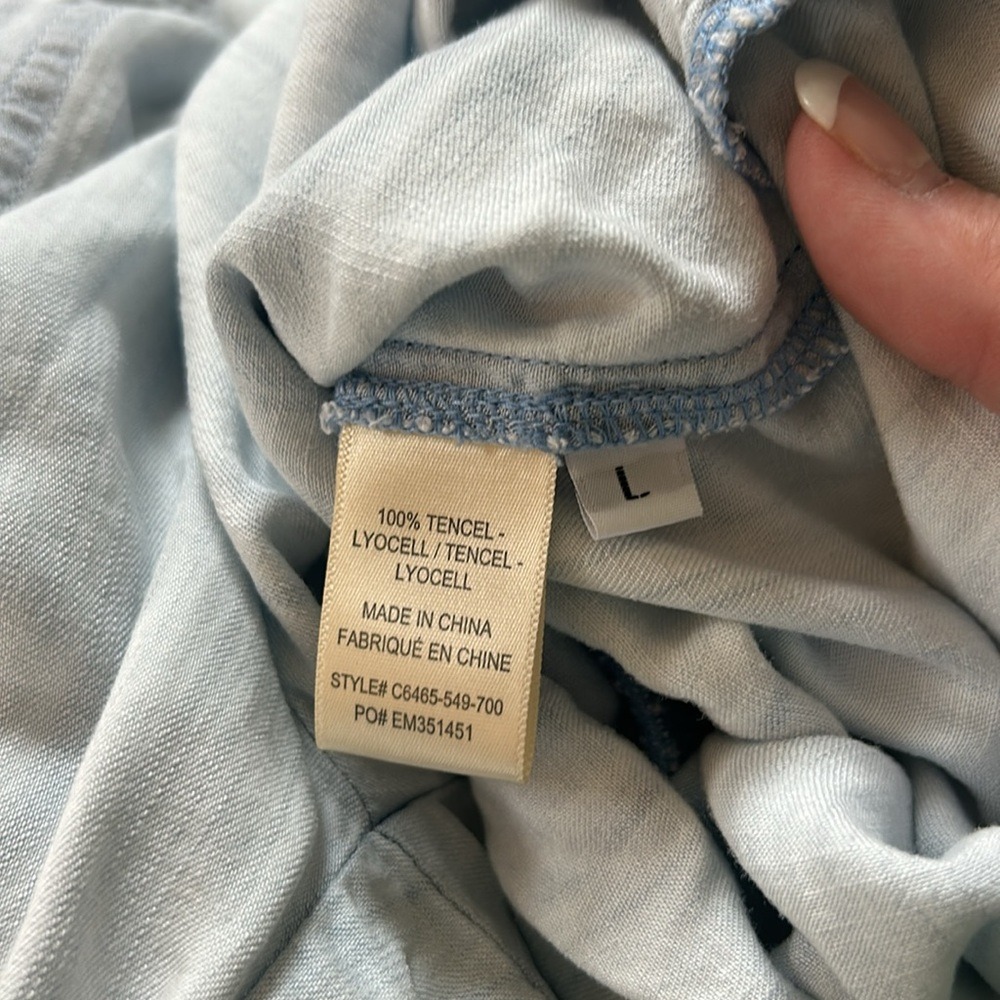 100% TENCEL -
LYOCELL / TENCEL -
LYOCELL
MADE IN CHINA
FABRIQUÉ EN CHINE
STYLE# C6465-549-700
PO# EM351451
L